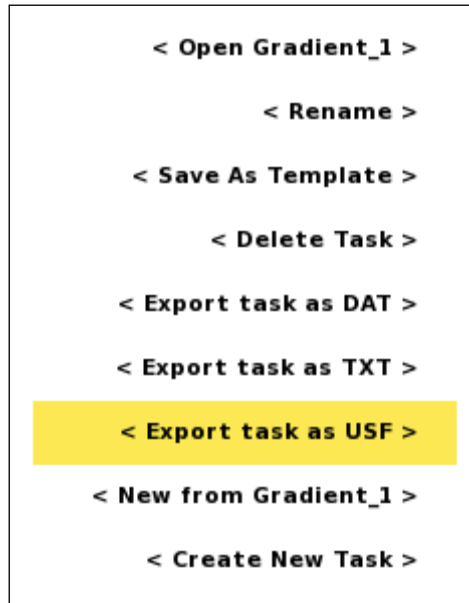 < Open Gradient_1 >
< Rename >
< Save As Template >
< Delete Task >
< Export task as DAT >
< Export task as TXT >
< Export task as USF >
< New from Gradient_1 >
< Create New Task >